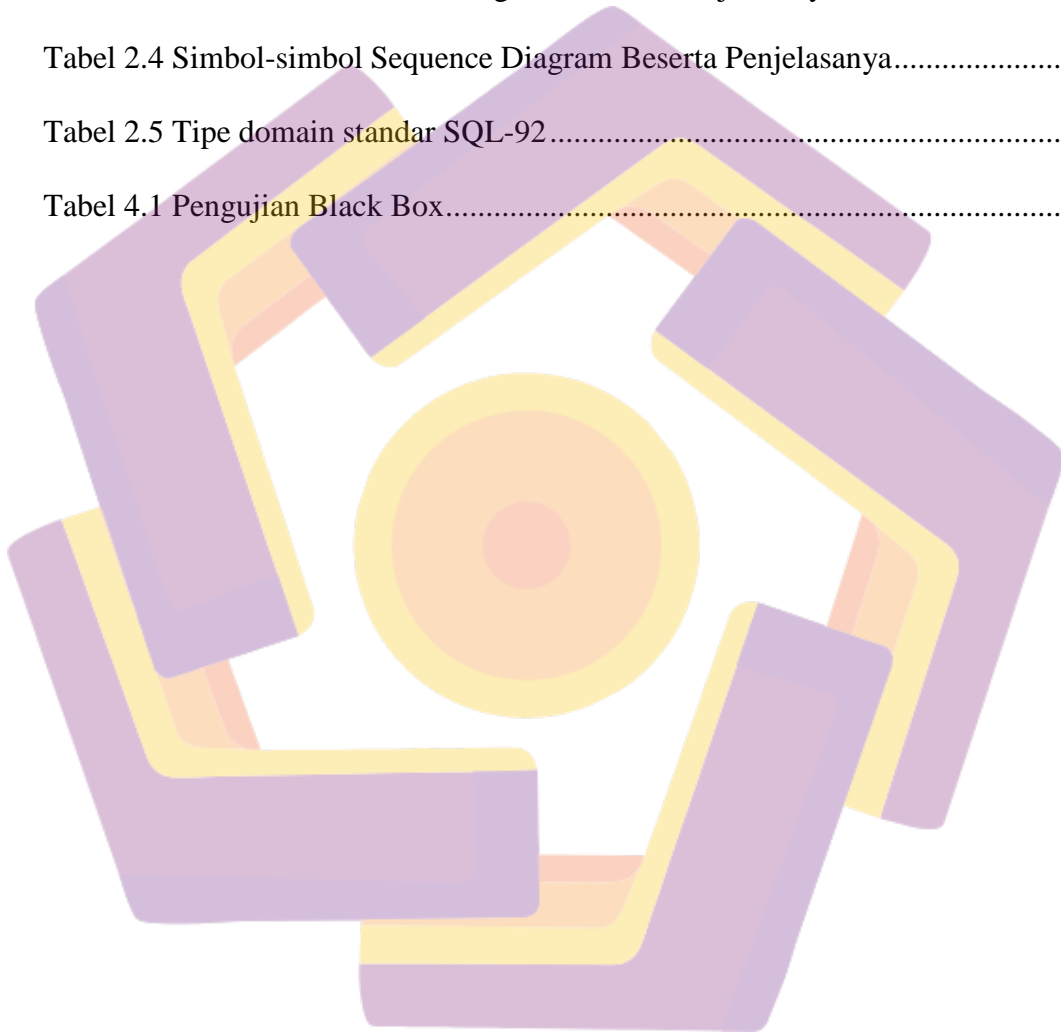 Tabel 2.4 Simbol-simbol Sequence Diagram Beserta Penjelasanya.....................
Tabel 2.5 Tipe domain standar SQL-92................................................................
Tabel 4.1 Pengujian Black Box..............................................................................